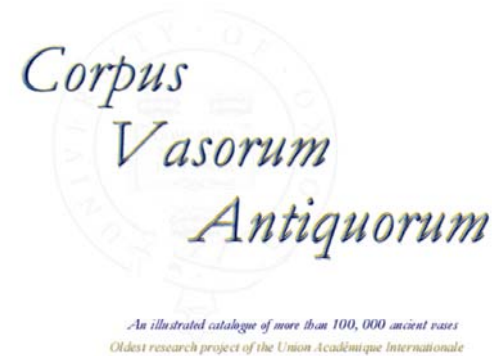 Corpus
Vasorum
Antiquorum
An illustrated catalogue of more than 100, 000 ancient vases
Oldest research project of the Union Académique Internationale